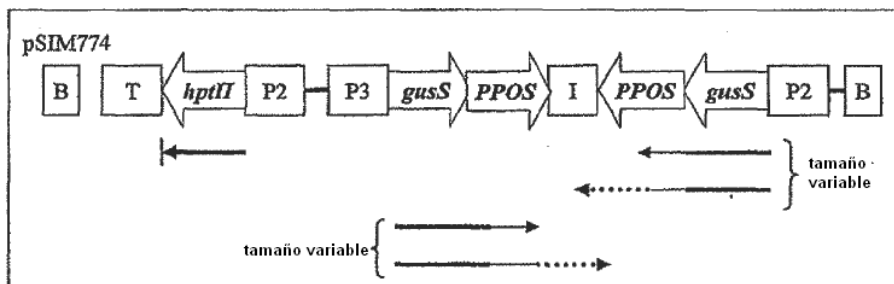 pSIM774
B T hptII P2 P3 gusS PPOS I PPOS gusS P2 B
tamaño variable
tamaño variable